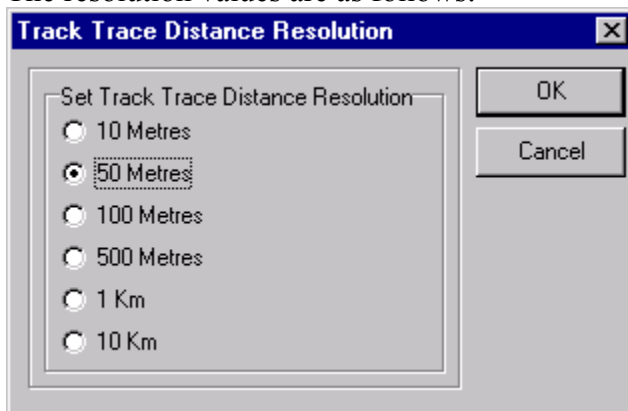 The resolution values are as follows:
Track Trace Distance Resolution
Set Track Trace Distance Resolution
10 Metres
50 Metres
100 Metres
500 Metres
1 Km
10 Km
OK
Cancel